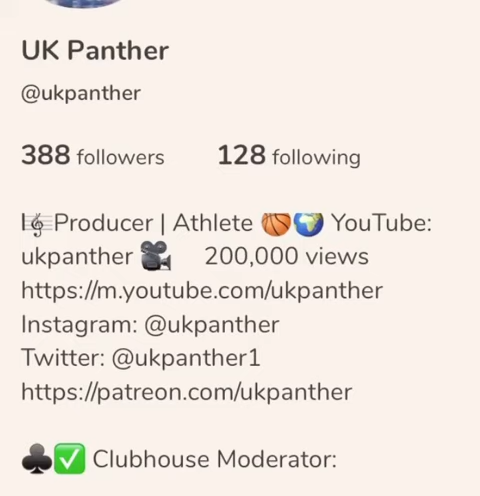 UK Panther
@ukpanther
388 followers 128 following
|🎼Producer | Athlete 🏀🌍 YouTube:
ukpanther 🎥 200,000 views
https://m.youtube.com/ukpanther
Instagram: @ukpanther
Twitter: @ukpanther1
https://patreon.com/ukpanther
♣️✅ Clubhouse Moderator: